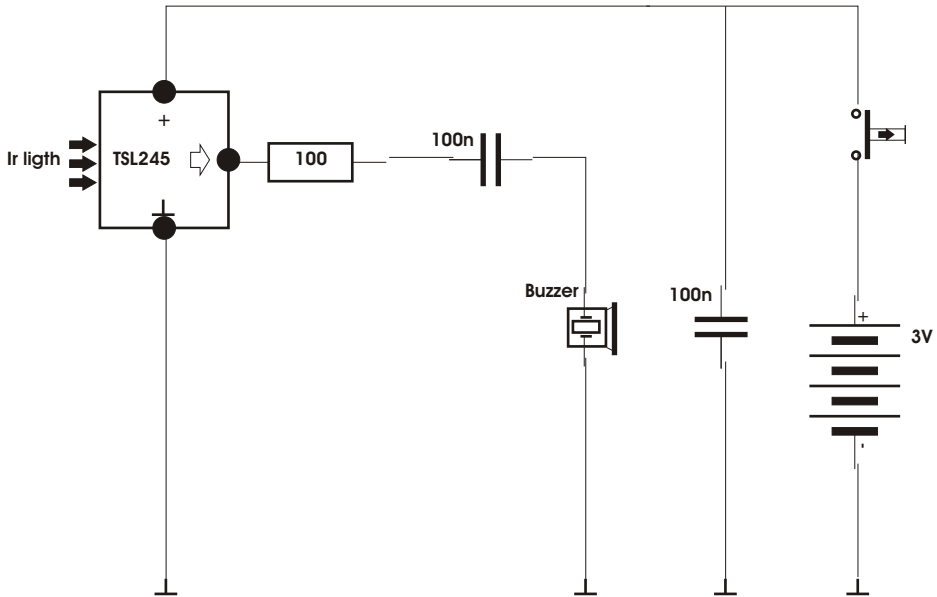 100n
Ir ligth
+
TSL245
100
Buzzer
100n
+
3V
-